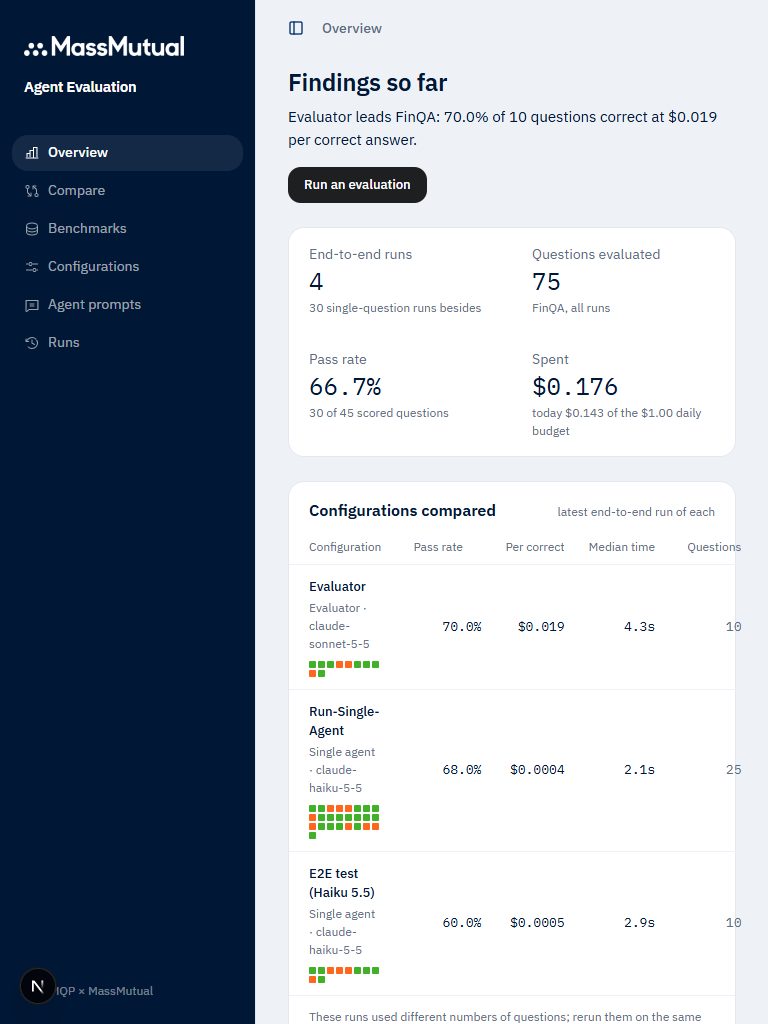 MassMutual
Agent Evaluation
Overview
Compare
Benchmarks
Configurations
Agent prompts
Runs
N
IQP × MassMutual
Overview
Findings so far
Evaluator leads FinQA: 70.0% of 10 questions correct at $0.019
per correct answer.
Run an evaluation
End-to-end runs
4
30 single-question runs besides
Questions evaluated
75
FinQA, all runs
Pass rate
66.7%
30 of 45 scored questions
Spent
$0.176
today $0.143 of the $1.00 daily
budget
Configurations compared
latest end-to-end run of each
Configuration Pass rate Per correct Median time Questions
Evaluator
Evaluator ·
claude-
sonnet-5-5
70.0% $0.019 4.3s 10
Run-Single-
Agent
Single agent
· claude-
haiku-5-5
68.0% $0.0004 2.1s 25
E2E test
(Haiku 5.5)
Single agent
· claude-
haiku-5-5
60.0% $0.0005 2.9s 10
These runs used different numbers of questions; rerun them on the same